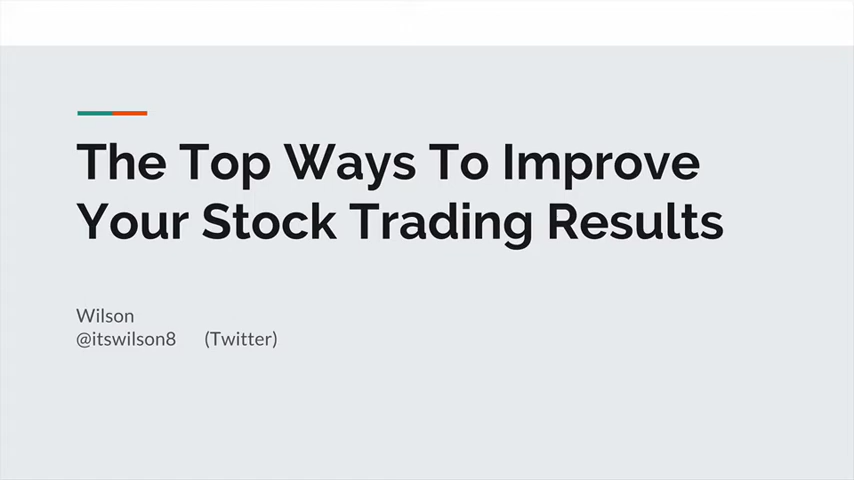 The Top Ways To Improve
Your Stock Trading Results
Wilson
@itswilson8 (Twitter)